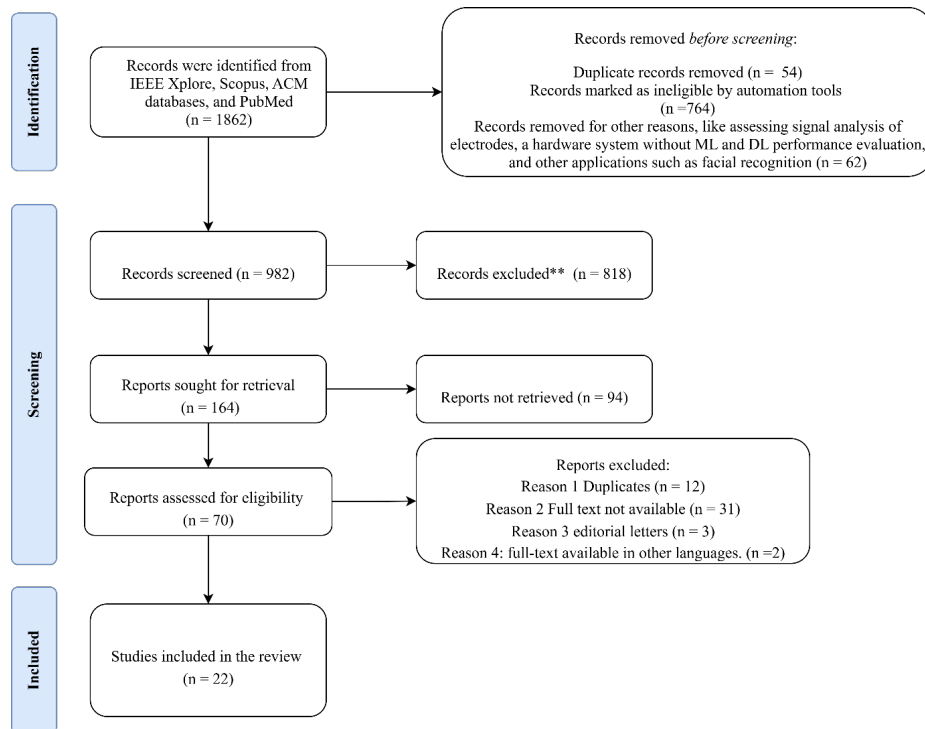 Identification
Records were identified from
IEEE Xplore, Scopus, ACM
databases, and PubMed
(n = 1862)
Records removed before screening:
Duplicate records removed (n = 54)
Records marked as ineligible by automation tools
(n =764)
Records removed for other reasons, like assessing signal analysis of
electrodes, a hardware system without ML and DL performance evaluation,
and other applications such as facial recognition (n = 62)
Screening
Records screened (n = 982)
Records excluded** (n = 818)
Reports sought for retrieval
(n = 164)
Reports not retrieved (n = 94)
Reports assessed for eligibility
(n = 70)
Reports excluded:
Reason 1 Duplicates (n = 12)
Reason 2 Full text not available (n = 31)
Reason 3 editorial letters (n = 3)
Reason 4: full-text available in other languages. (n =2)
Included
Studies included in the review
(n = 22)